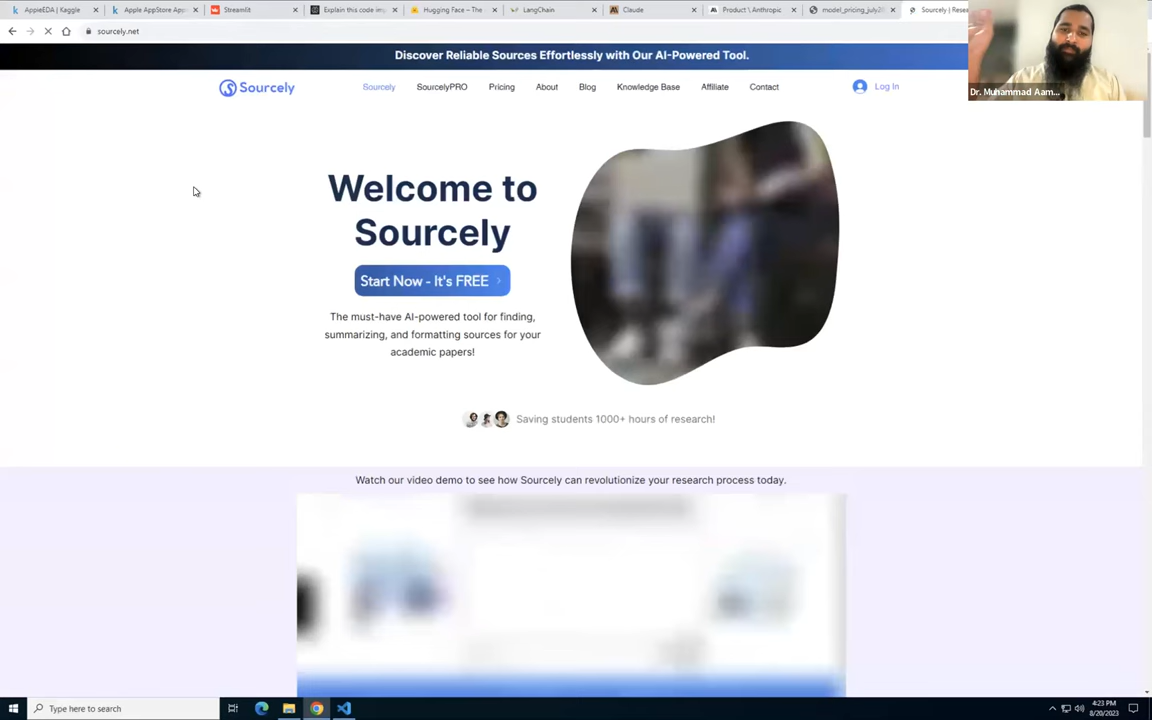 AppleEDA | Kaggle
Apple AppStore App
Streamlit
Explain this code im
Hugging Face – The
LangChain
Claude
Product \ Anthropic
model_pricing_july2
Sourcely | Rese
sourcely.net
Discover Reliable Sources Effortlessly with Our AI-Powered Tool.
Sourcely
Sourcely
SourcelyPRO
Pricing
About
Blog
Knowledge Base
Affiliate
Contact
Log In
Dr. Muhammad Aam...
Welcome to
Sourcely
Start Now - It's FREE
The must-have AI-powered tool for finding,
summarizing, and formatting sources for your
academic papers!
Saving students 1000+ hours of research!
Watch our video demo to see how Sourcely can revolutionize your research process today.
Type here to search
4:23 PM
8/20/2023